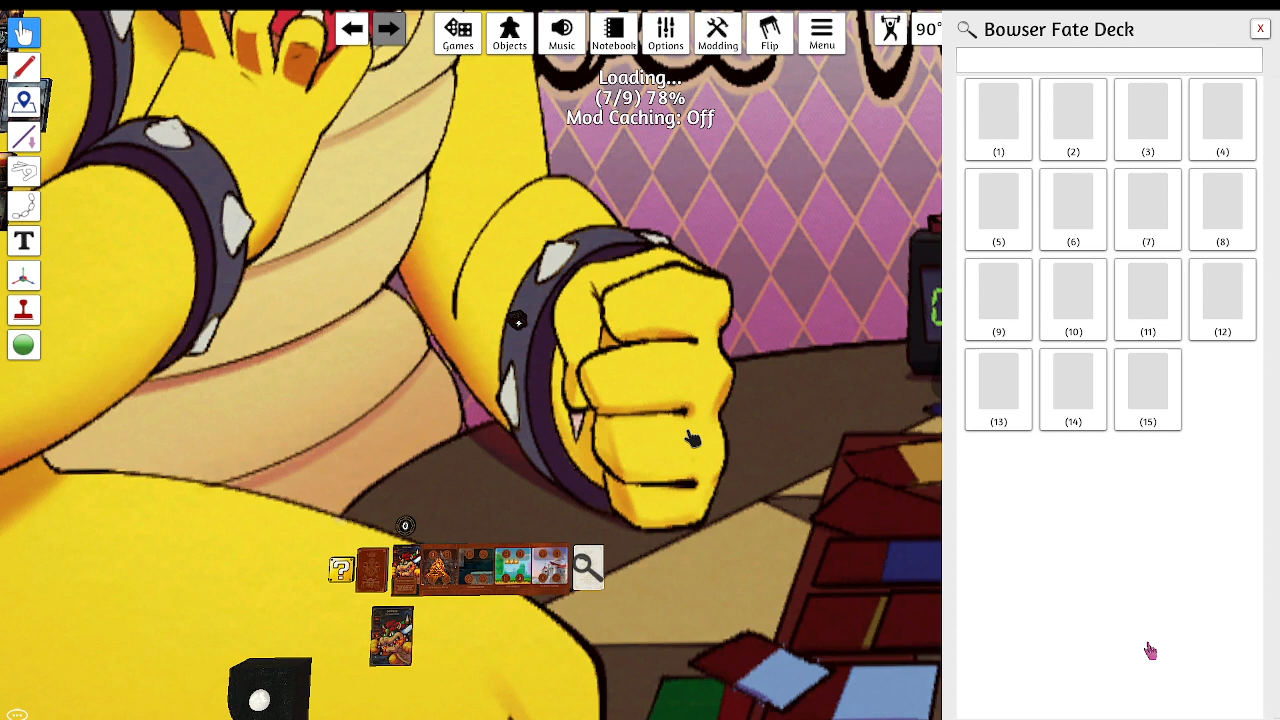 Bowser Fate Deck
X
90°
Games
Objects
Music
Notebook
Options
Modding
Flip
Menu
Loading...
(7/9) 78%
Mod Caching: Off
T
(1)
(2)
(3)
(4)
(5)
(6)
(7)
(8)
(9)
(10)
(11)
(12)
(13)
(14)
(15)
0
?